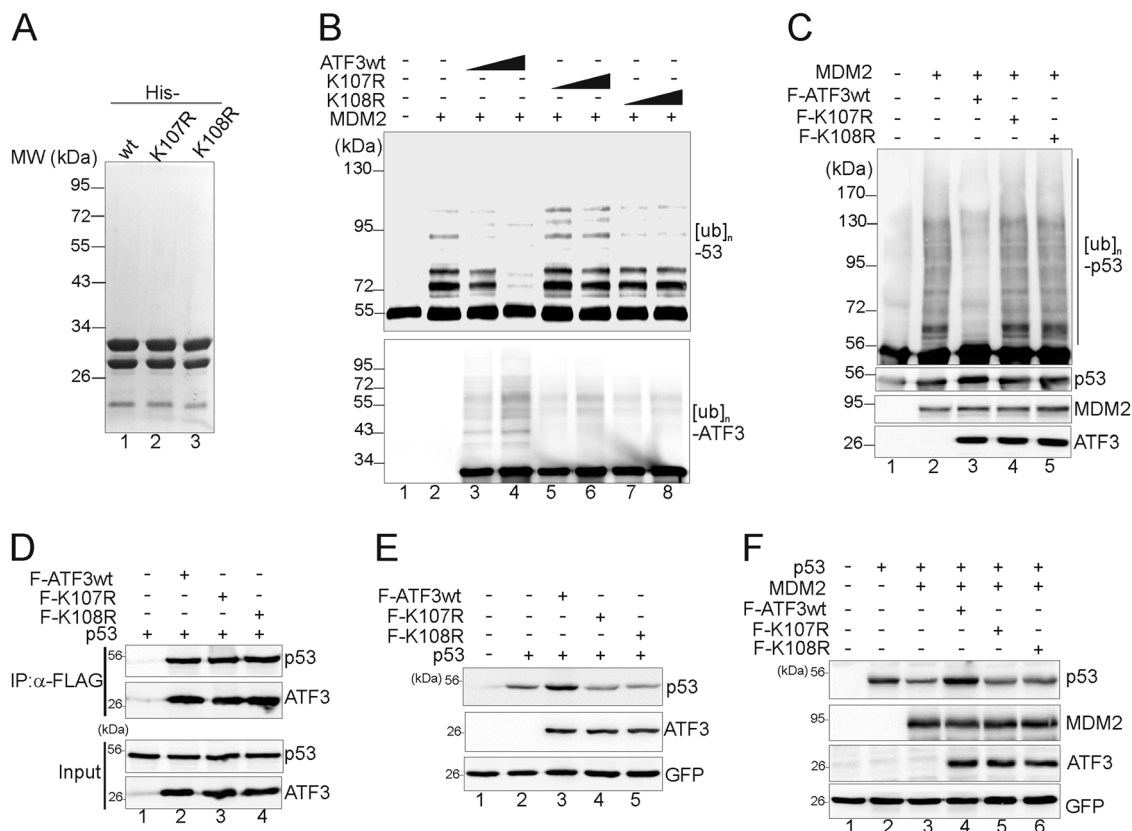 A
His-
wt K107R K108R
MW (kDa)
95
72
55
43
34
26
1 2 3
B
ATF3wt - - - - - -
K107R - - - - - -
K108R - - - - - -
MDM2 - + + + + + + +
(kDa)
130
95
72
55
[ub]n
-53
95
72
55
43
34
[ub]n
-ATF3
1 2 3 4 5 6 7 8
C
MDM2 - + + + +
F-ATF3wt - - + - -
F-K107R - - - + -
F-K108R - - - - +
(kDa)
170
130
95
72
56
[ub]n
-p53
56 p53
95 MDM2
26 ATF3
1 2 3 4 5
D
F-ATF3wt - + - -
F-K107R - - + -
F-K108R - - - +
p53 + + + +
IP:α-FLAG
56 p53
26 ATF3
(kDa)
Input
56 p53
26 ATF3
1 2 3 4
E
F-ATF3wt - - + - -
F-K107R - - - + -
F-K108R - - - - +
p53 - + + + +
(kDa) 56 p53
26 ATF3
26 GFP
1 2 3 4 5
F
p53 - + + + + +
MDM2 - - + + + +
F-ATF3wt - - - + - -
F-K107R - - - - + -
F-K108R - - - - - +
(kDa) 56 p53
95 MDM2
26 ATF3
26 GFP
1 2 3 4 5 6